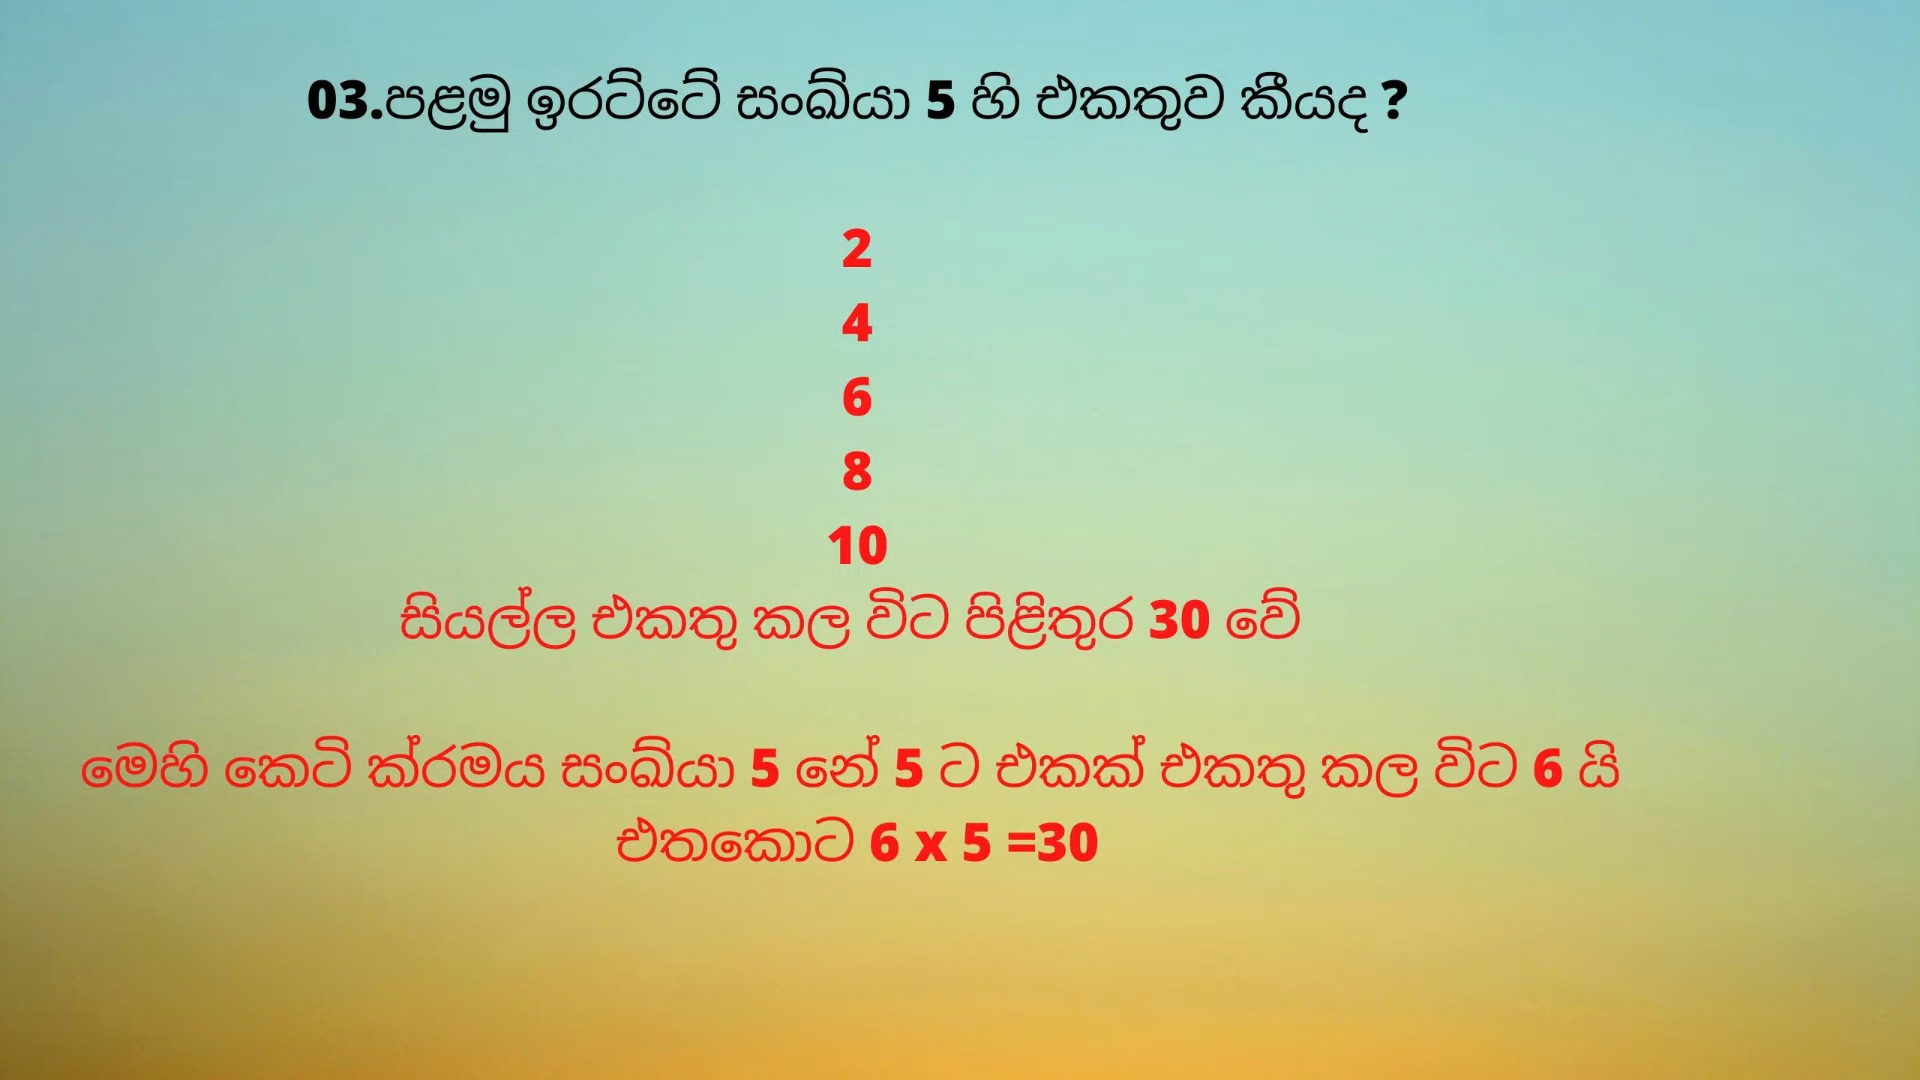 03.පළමු ඉරට්ටේ සංඛ්යා 5 හි එකතුව කීයද ?
2
4
6
8
10
සියල්ල එකතු කල විට පිළිතුර 30 වේ
මෙහි කෙටි ක්රමය සංඛ්යා 5 නේ 5 ට එකක් එකතු කල විට 6 යි
එතකොට 6 x 5 =30